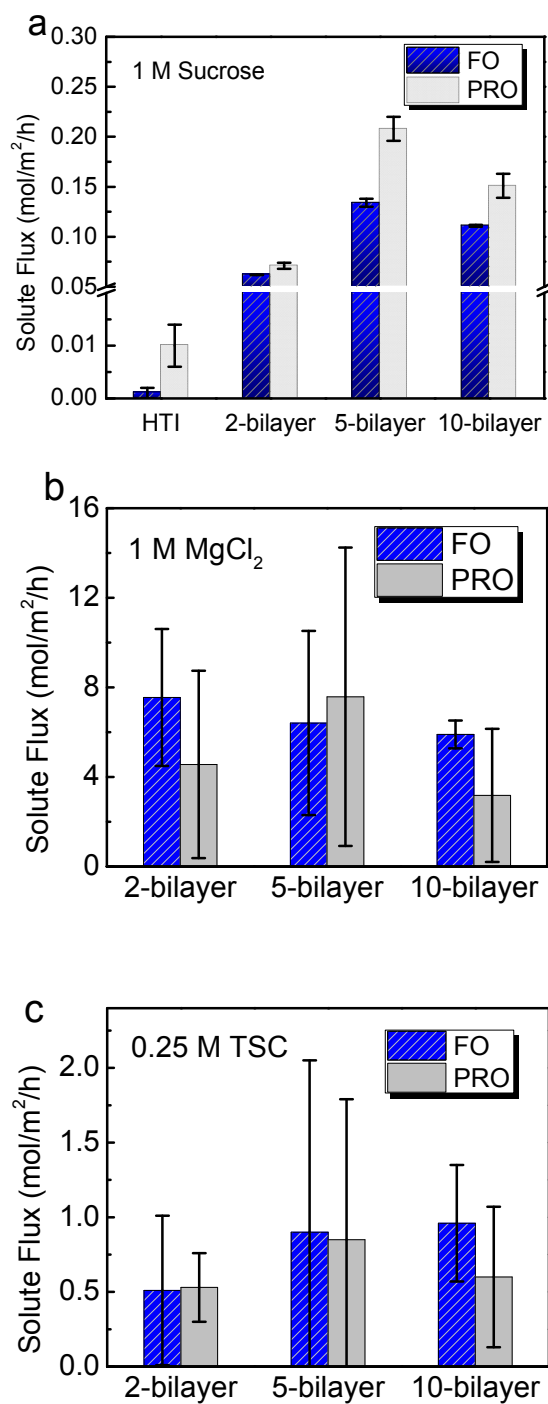 a
Solute Flux (mol/m²/h)
0.30
0.25
0.20
0.15
0.10
0.05
0.01
0.00
1 M Sucrose
FO
PRO
HTI 2-bilayer 5-bilayer 10-bilayer
b
Solute Flux (mol/m²/h)
16
12
8
4
0
1 M MgCl₂
FO
PRO
2-bilayer 5-bilayer 10-bilayer
c
Solute Flux (mol/m²/h)
2.0
1.5
1.0
0.5
0.0
0.25 M TSC
FO
PRO
2-bilayer 5-bilayer 10-bilayer